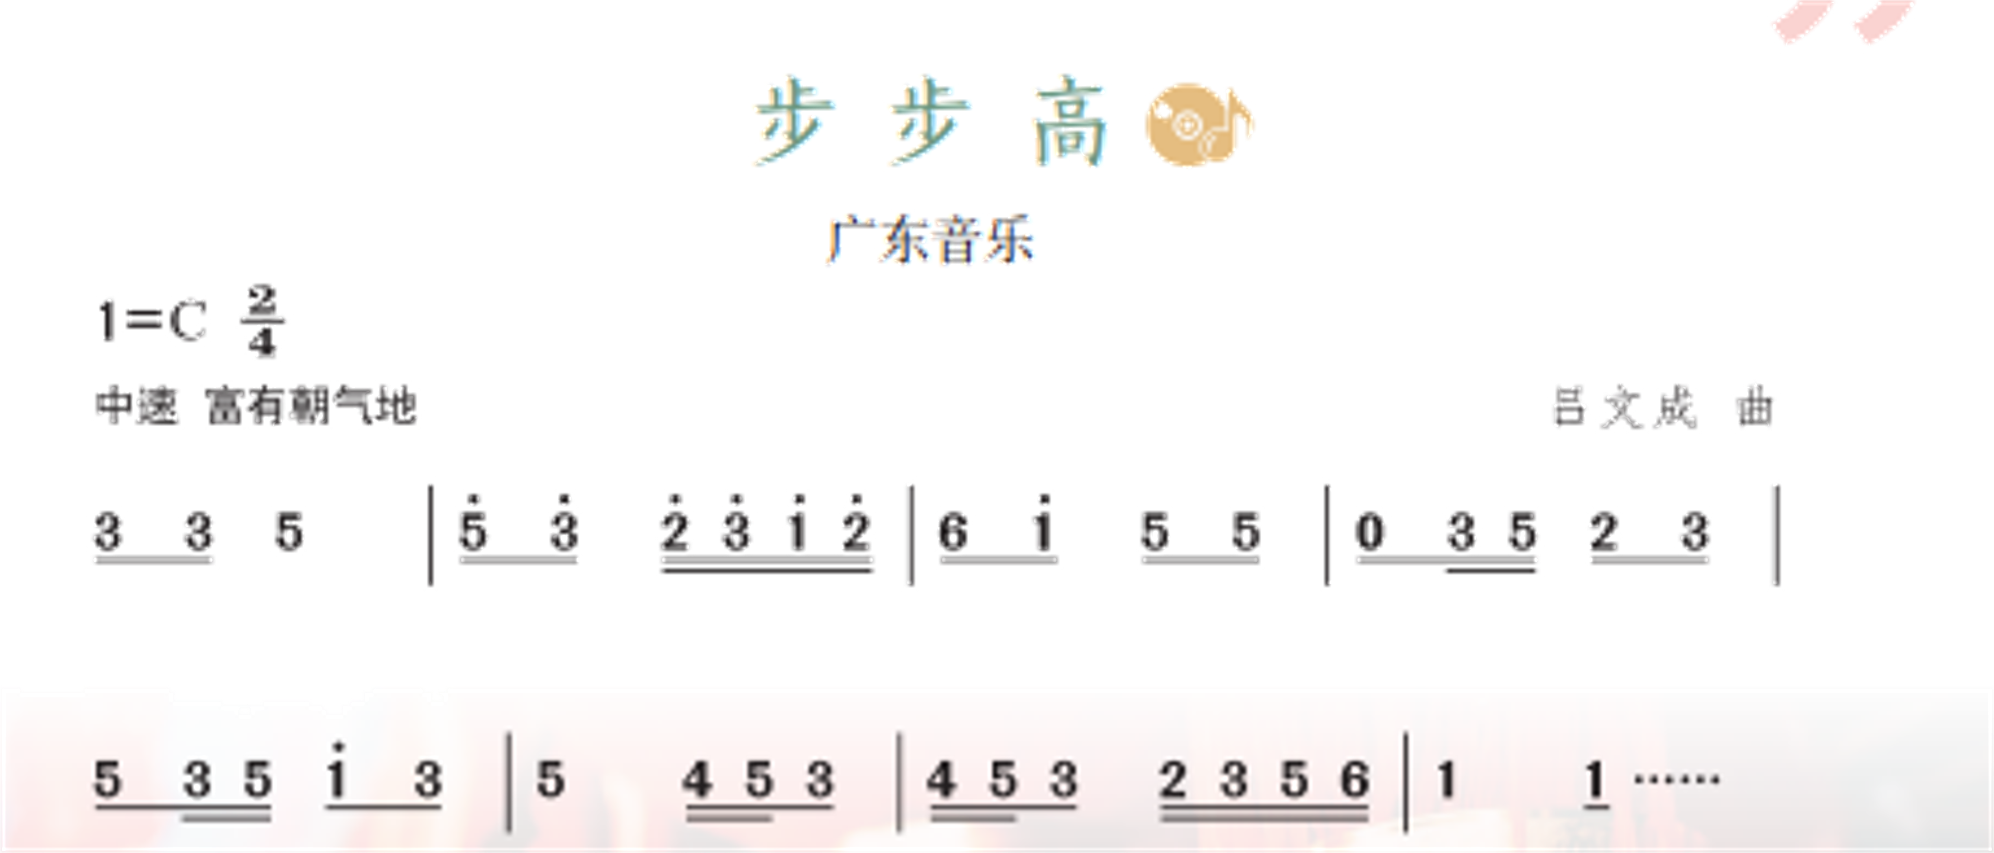 步步高
广东音乐
1=C 2/4
中速 富有朝气地
吕文成 曲
3 3 5 | 5̇ 3̇ 2̇ 3̇ 1̇ 2̇ | 6 1̇ 5 5 | 0 3 5 2 3 |
5 3 5 1̇ 3 | 5 4 5 3 | 4 5 3 2 3 5 6 | 1 1 ······